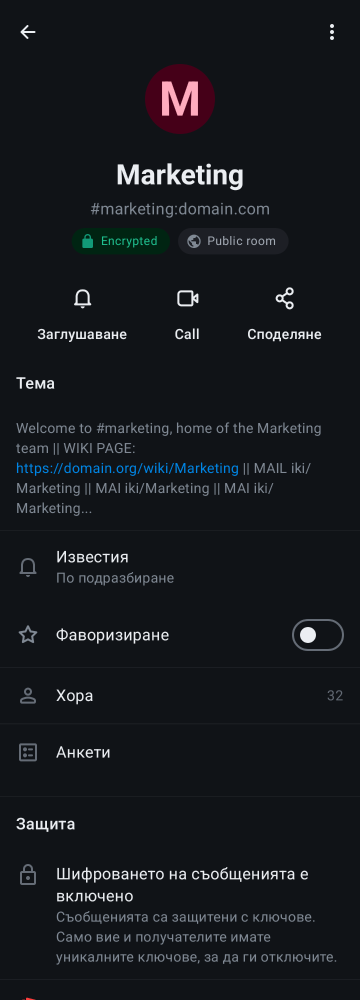 M
Marketing
#marketing:domain.com
Encrypted
Public room
Заглушаване
Call
Споделяне
Тема
Welcome to #marketing, home of the Marketing
team || WIKI PAGE:
https://domain.org/wiki/Marketing || MAIL iki/
Marketing || MAI iki/Marketing || MAI iki/
Marketing...
Известия
По подразбиране
Фаворизиране
Хора
32
Анкети
Защита
Шифроването на съобщенията е
включено
Съобщенията са защитени с ключове.
Само вие и получателите имате
уникалните ключове, за да ги отключите.